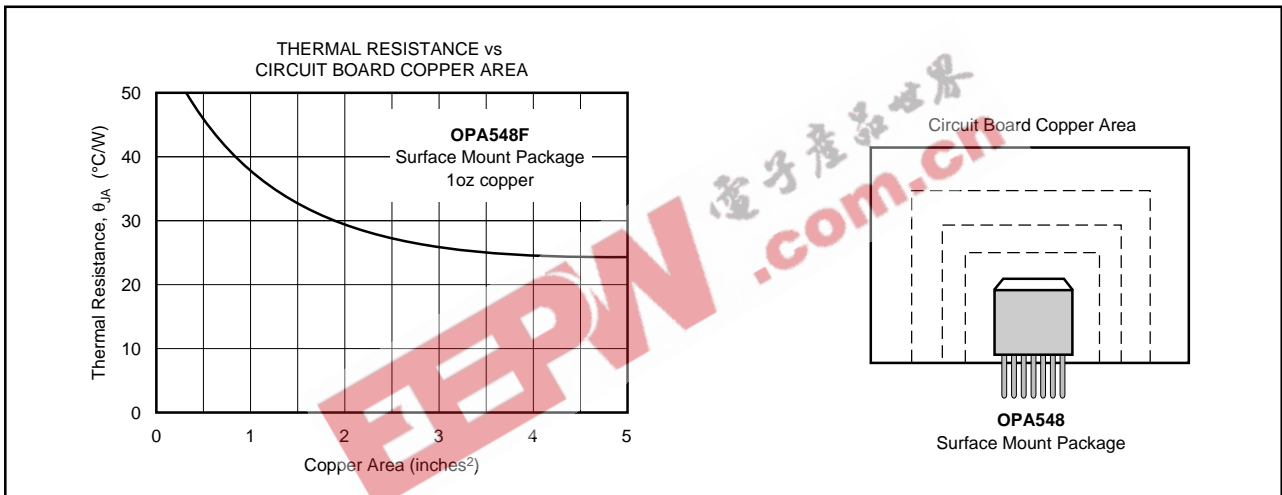 THERMAL RESISTANCE vs
CIRCUIT BOARD COPPER AREA
Thermal Resistance, θJA (°C/W)
50
40
30
20
10
0
OPA548F
Surface Mount Package
1oz copper
0 1 2 3 4 5
Copper Area (inches²)
EEPW
.com.cn
電子產品世界
Circuit Board Copper Area
OPA548
Surface Mount Package